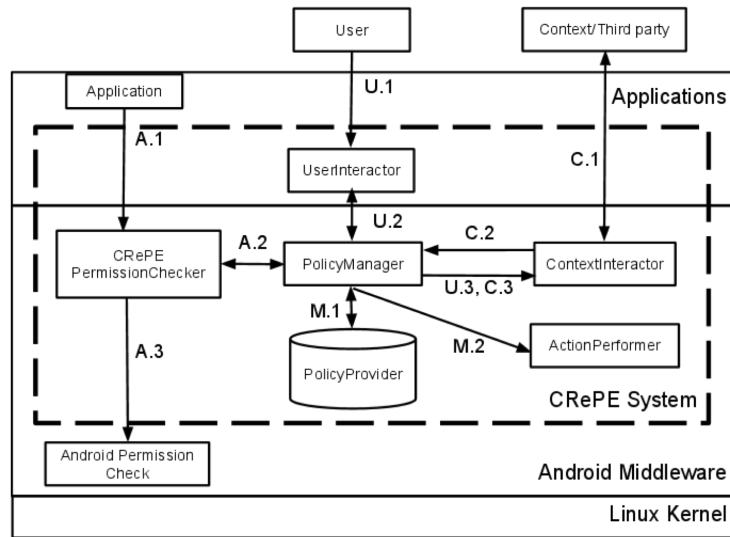 User
Context/Third party
Application
U.1
Applications
A.1
C.1
UserInteractor
U.2
CRePE
PermissionChecker
A.2
PolicyManager
C.2
ContextInteractor
U.3, C.3
M.1
A.3
M.2
ActionPerformer
PolicyProvider
CRePE System
Android Permission
Check
Android Middleware
Linux Kernel